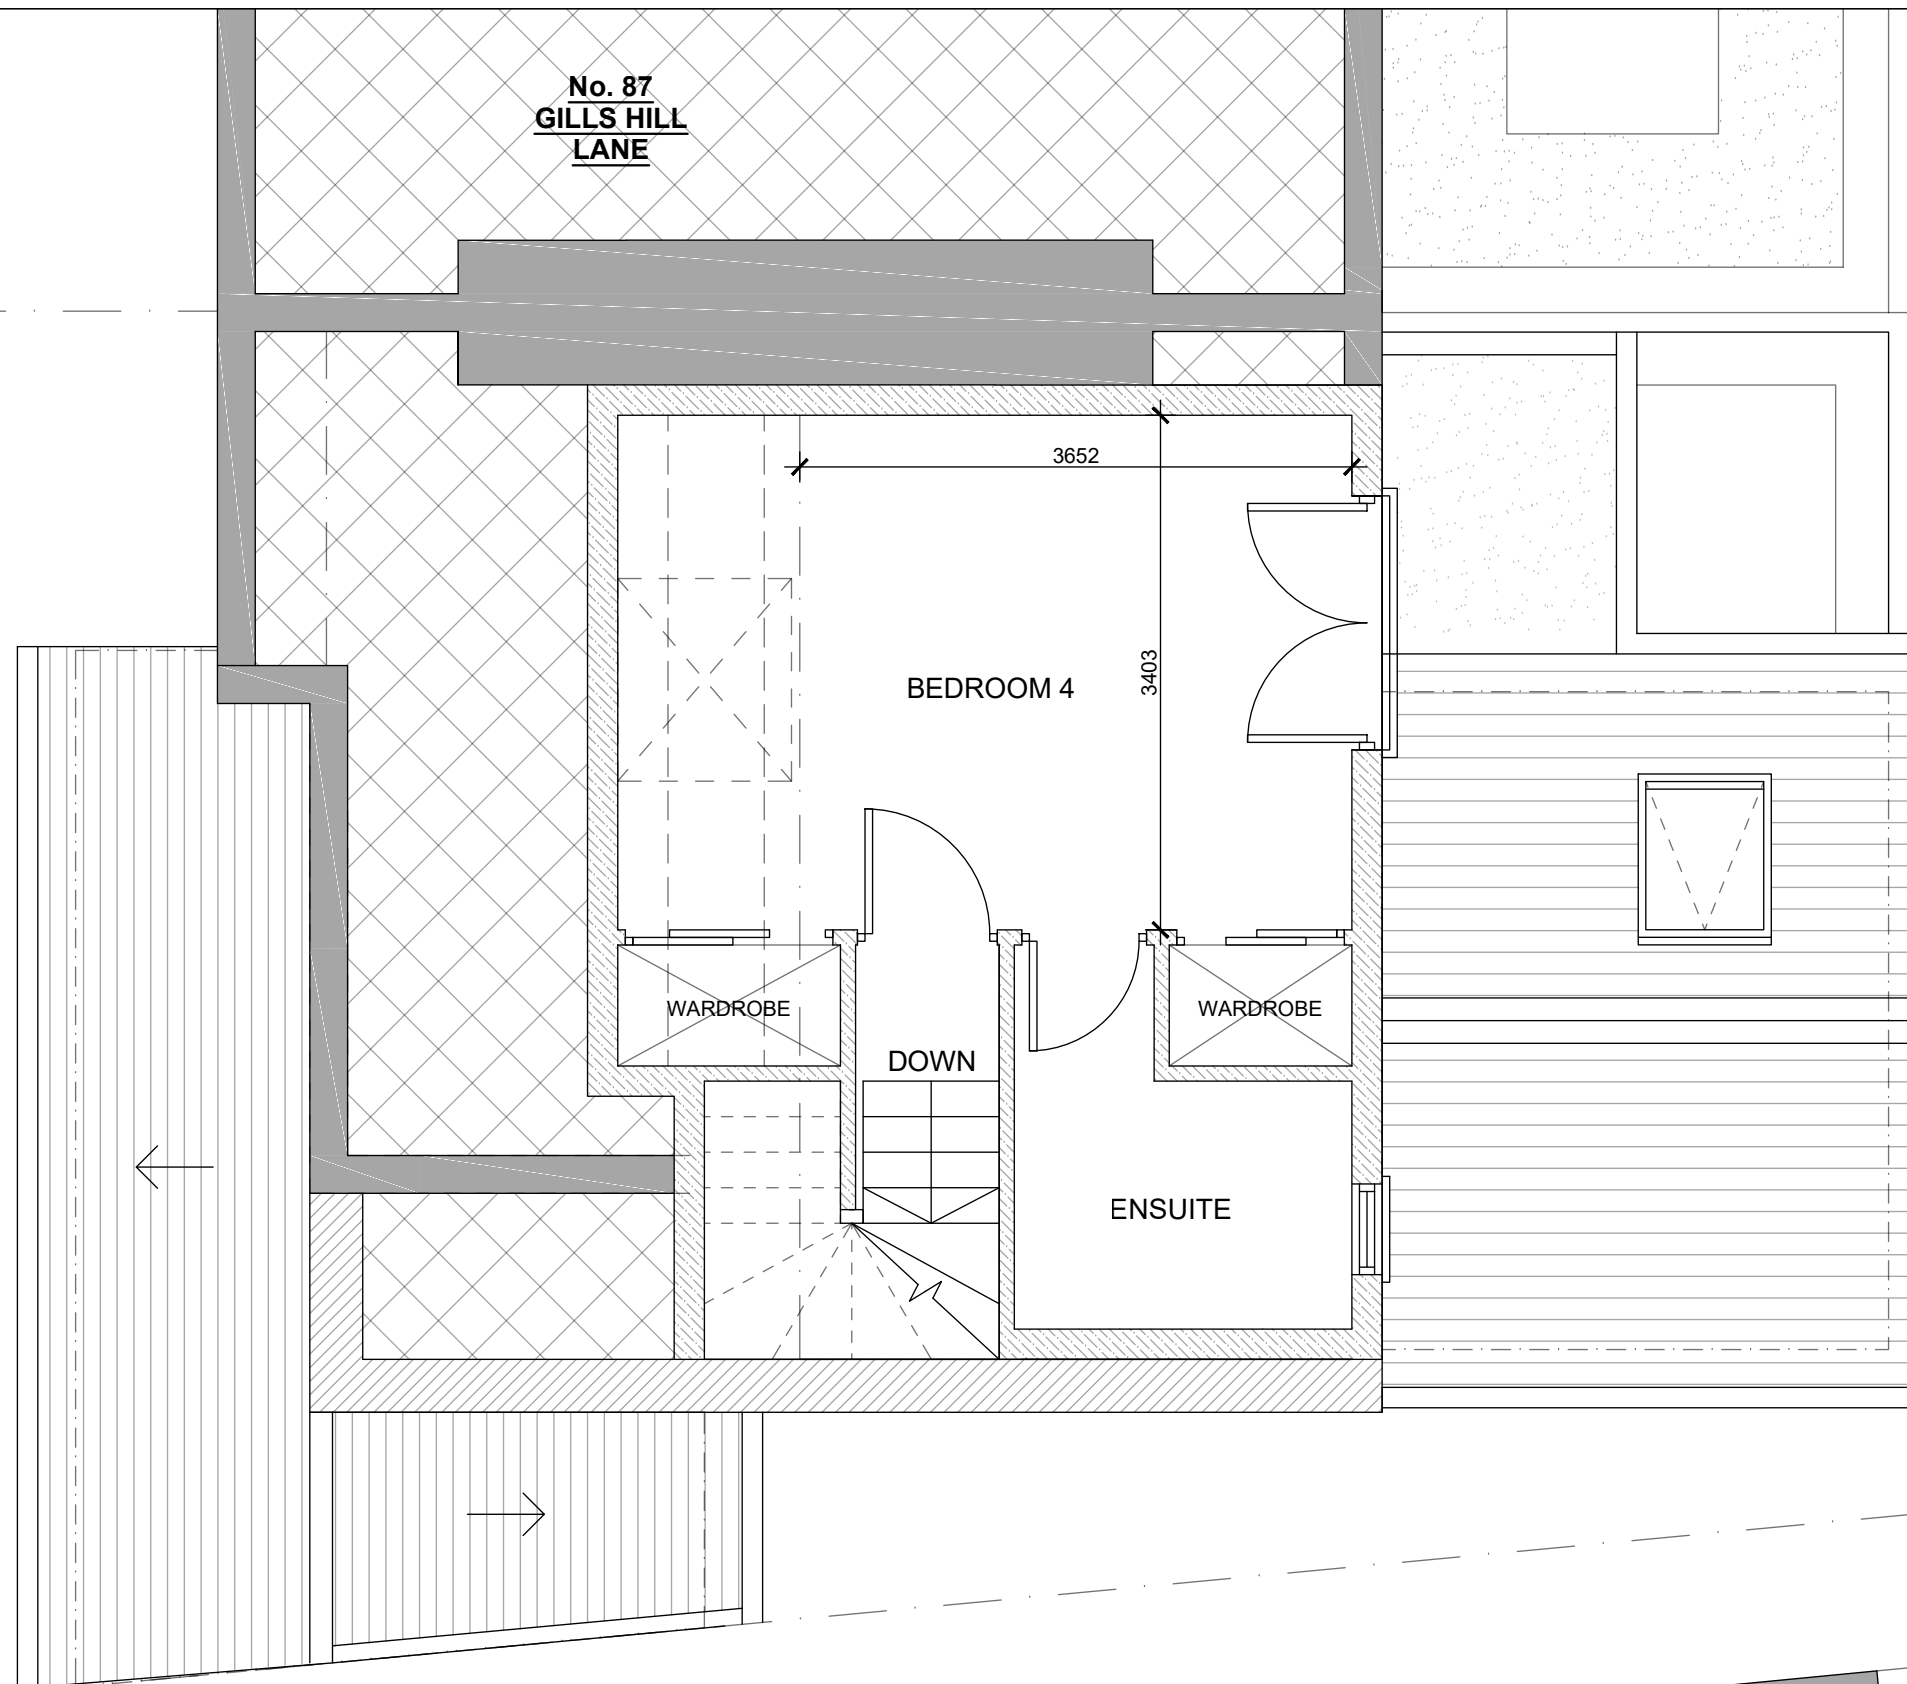 No. 87
GILLS HILL
LANE
3652
3403
BEDROOM 4
WARDROBE
WARDROBE
DOWN
ENSUITE